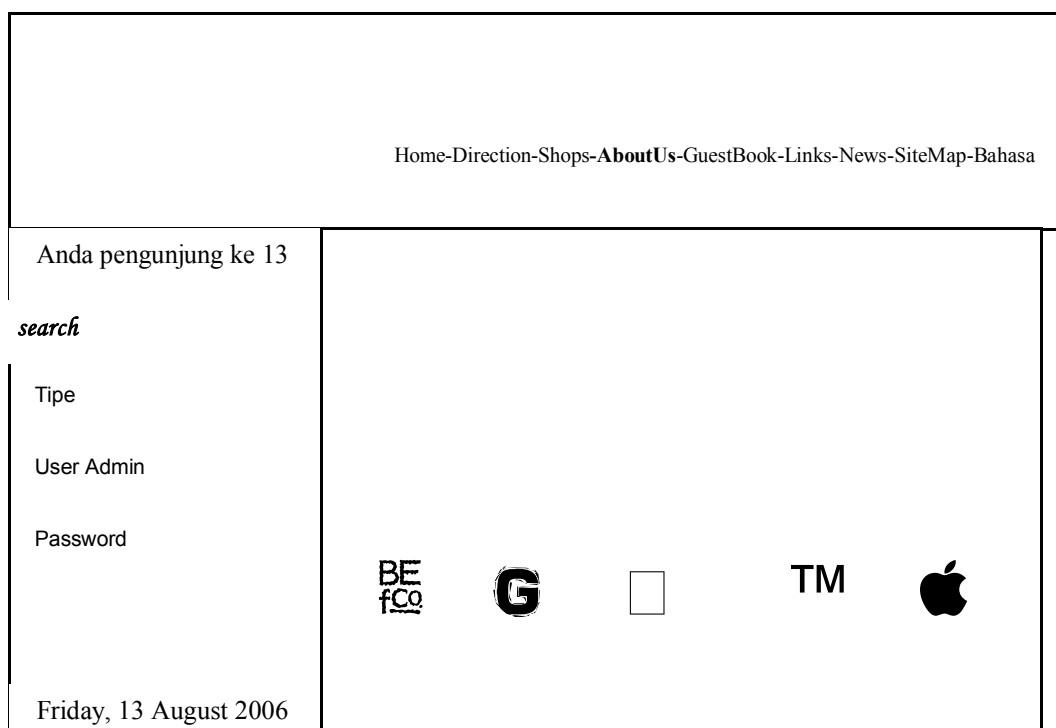 Home-Direction-Shops-AboutUs-GuestBook-Links-News-SiteMap-Bahasa
Anda pengunjung ke 13
search
Tipe
User Admin
Password
BE G TM
fCo
Friday, 13 August 2006